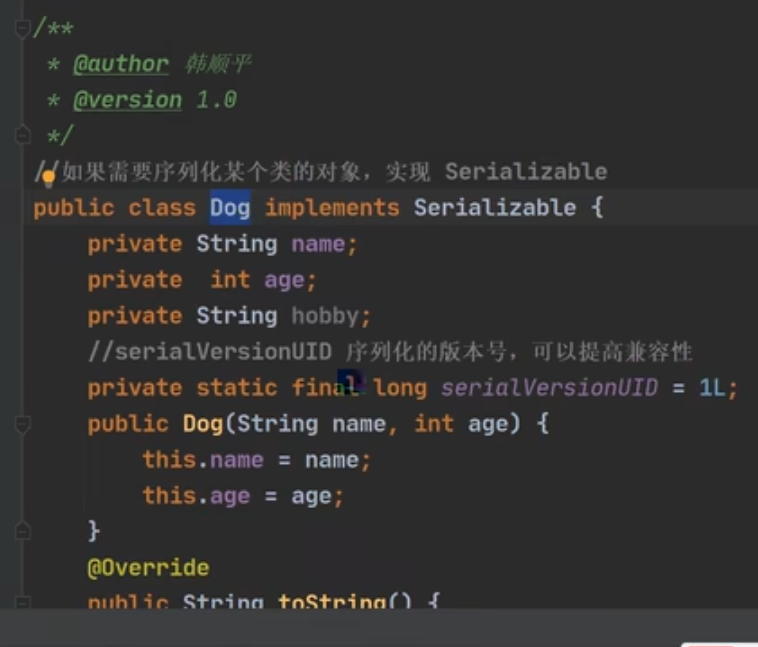 /**
* @author 韩顺平
* @version 1.0
*/
//如果需要序列化某个类的对象，实现 Serializable
public class Dog implements Serializable {
private String name;
private  int age;
private String hobby;
//serialVersionUID 序列化的版本号，可以提高兼容性
private static final long serialVersionUID = 1L;
public Dog(String name, int age) {
this.name = name;
this.age = age;
}
@Override
public String toString() {